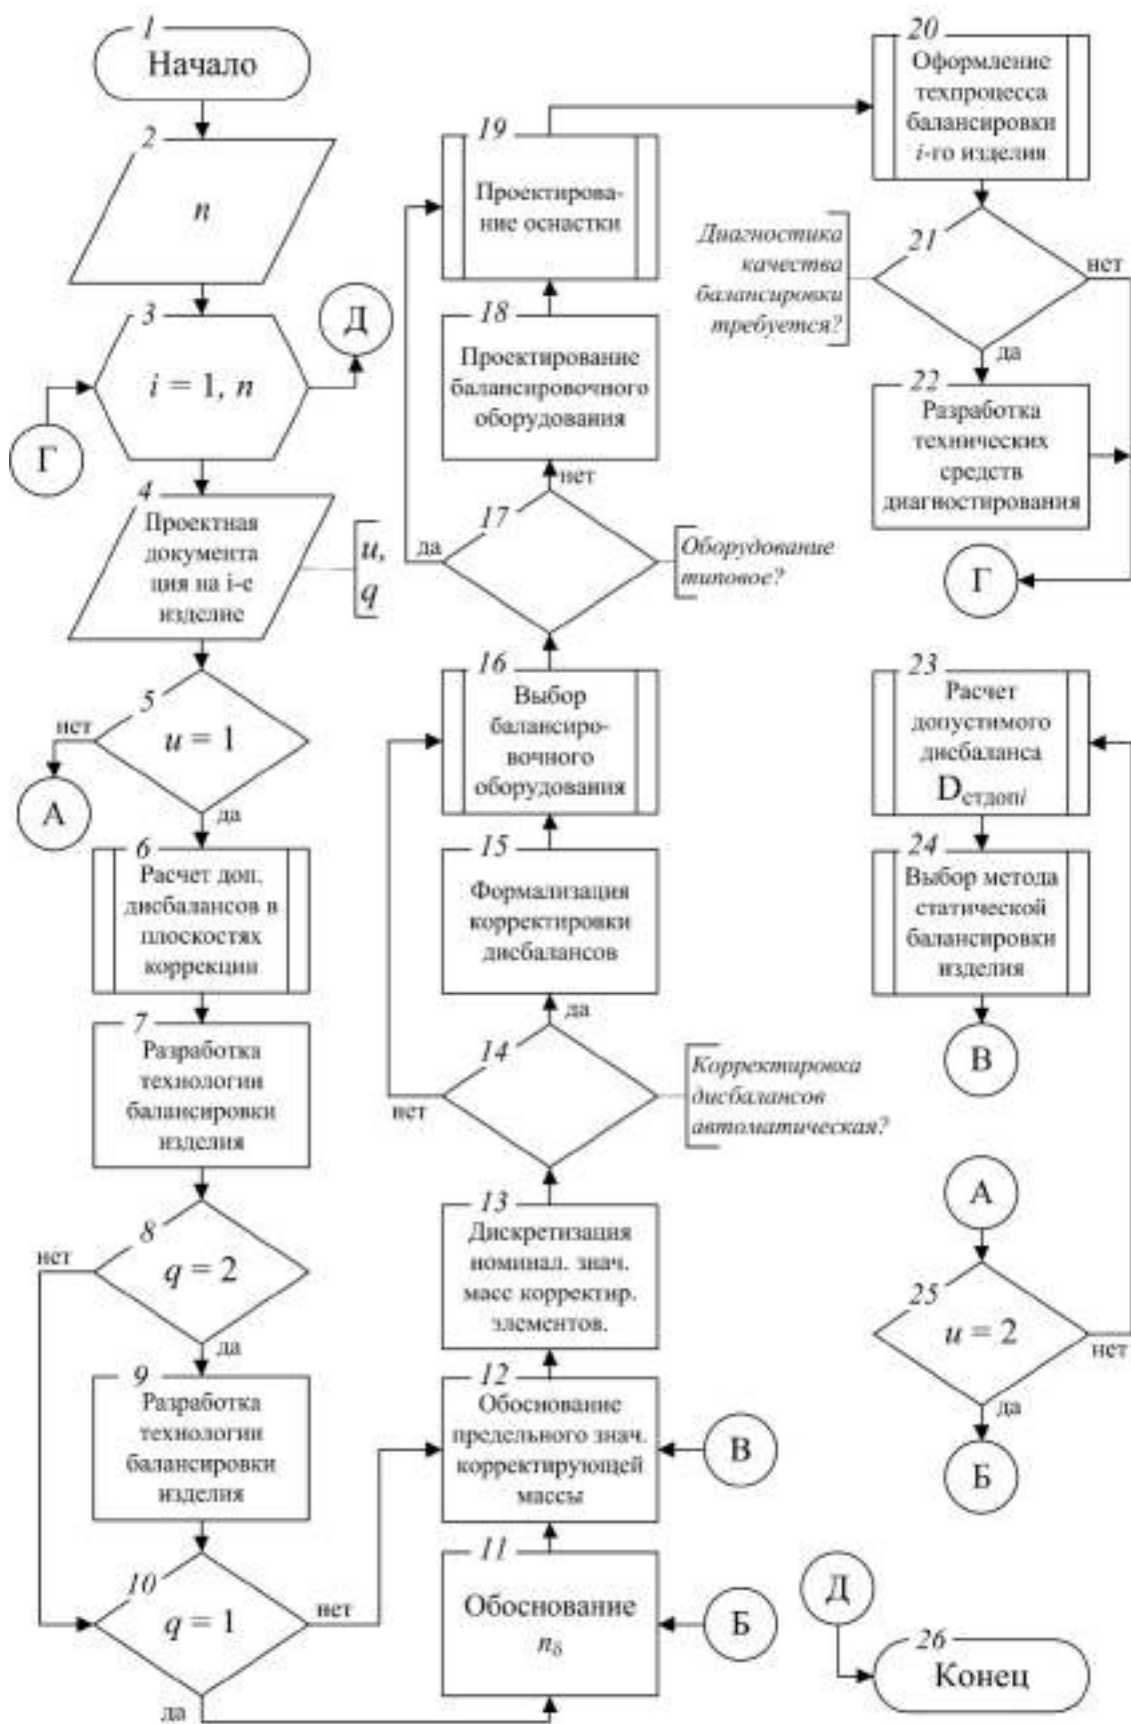 1
Начало
2
n
3
i = 1, n
Д
Г
4
Проектная
документа
ция на i-е
изделие
u,
q
5
u = 1
нет
да
А
6
Расчет доп.
дисбалансов в
плоскостях
коррекции
7
Разработка
технологии
балансировки
изделия
8
q = 2
нет
да
9
Разработка
технологии
балансировки
изделия
10
q = 1
нет
да
19
Проектирова-
ние оснастки
18
Проектирование
балансировочного
оборудования
нет
17
да
Оборудование
типовое?
16
Выбор
балансиро-
вочного
оборудования
15
Формализация
корректировки
дисбалансов
да
14
нет
Корректировка
дисбалансов
автоматическая?
13
Дискретизация
номинал. знач.
масс корректир.
элементов.
12
Обоснование
предельного знач.
корректирующей
массы
В
11
Обоснование
nδ
Б
20
Оформление
техпроцесса
балансировки
i-го изделия
21
Диагностика
качества
балансировки
требуется?
нет
да
22
Разработка
технических
средств
диагностирования
Г
23
Расчет
допустимого
дисбаланса
Dстдопi
24
Выбор метода
статической
балансировки
изделия
В
А
25
u = 2
нет
да
Б
Д
26
Конец